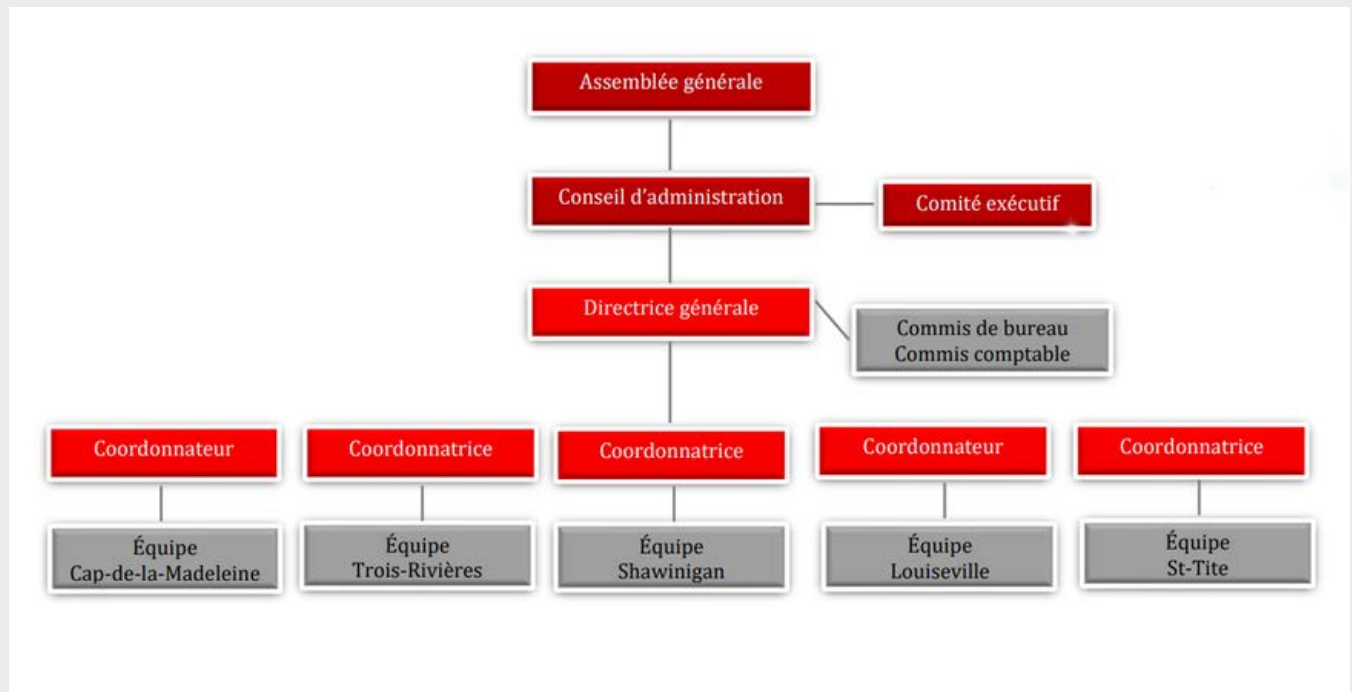 Assemblée générale
Conseil d'administration
Comité exécutif
Directrice générale
Commis de bureau
Commis comptable
Coordonnateur
Coordonnatrice
Coordonnatrice
Coordonnateur
Coordonnatrice
Équipe
Cap-de-la-Madeleine
Équipe
Trois-Rivières
Équipe
Shawinigan
Équipe
Louiseville
Équipe
St-Tite